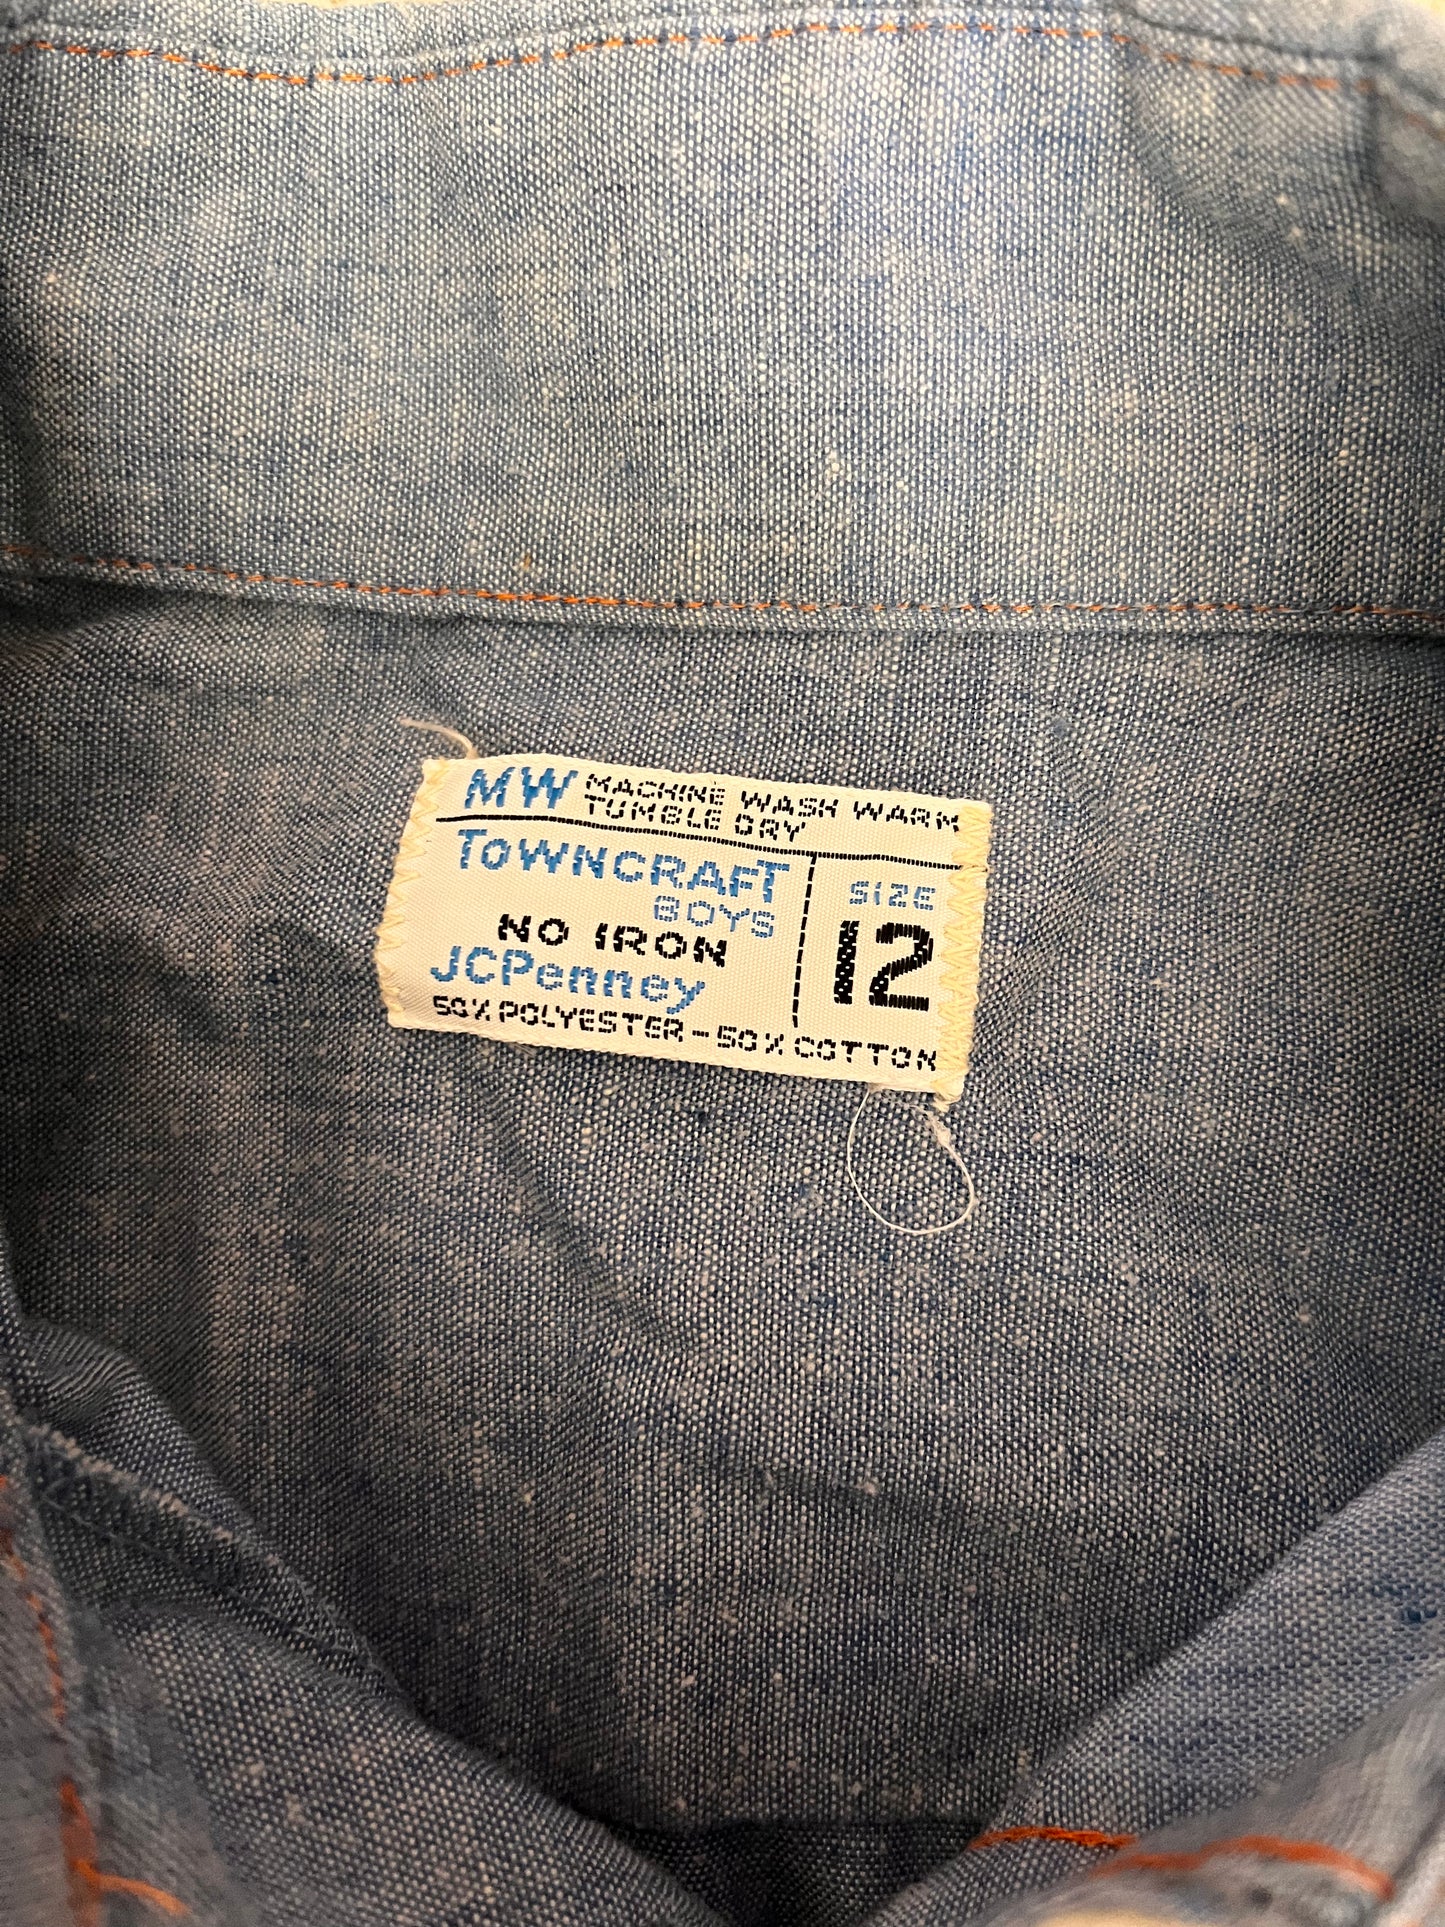 MW MACHINE WASH WARM
TUMBLE DRY
TOWNCRAFT
BOYS
NO IRON
JCPenney
SIZE
12
50% POLYESTER-50% COTTON